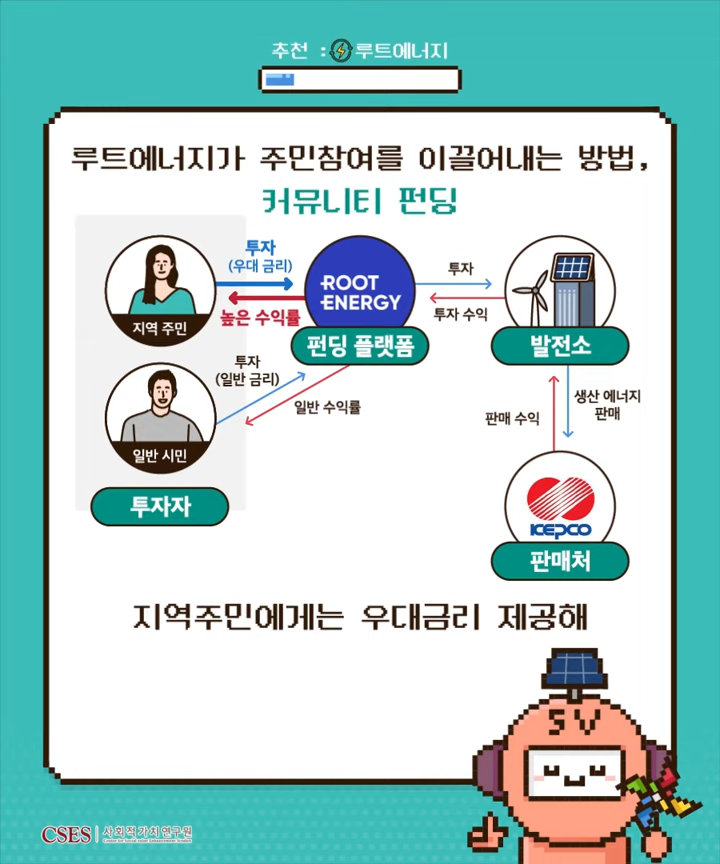 추천 : 루트에너지
루트에너지가 주민참여를 이끌어내는 방법,
커뮤니티 펀딩
지역 주민
투자
(우대 금리)
높은 수익률
ROOT
ENERGY
펀딩 플랫폼
투자
투자 수익
발전소
일반 시민
투자
(일반 금리)
일반 수익률
투자자
판매 수익
생산 에너지
판매
KEPCO
판매처
지역주민에게는 우대금리 제공해
SV
CSES | 사회적가치연구원